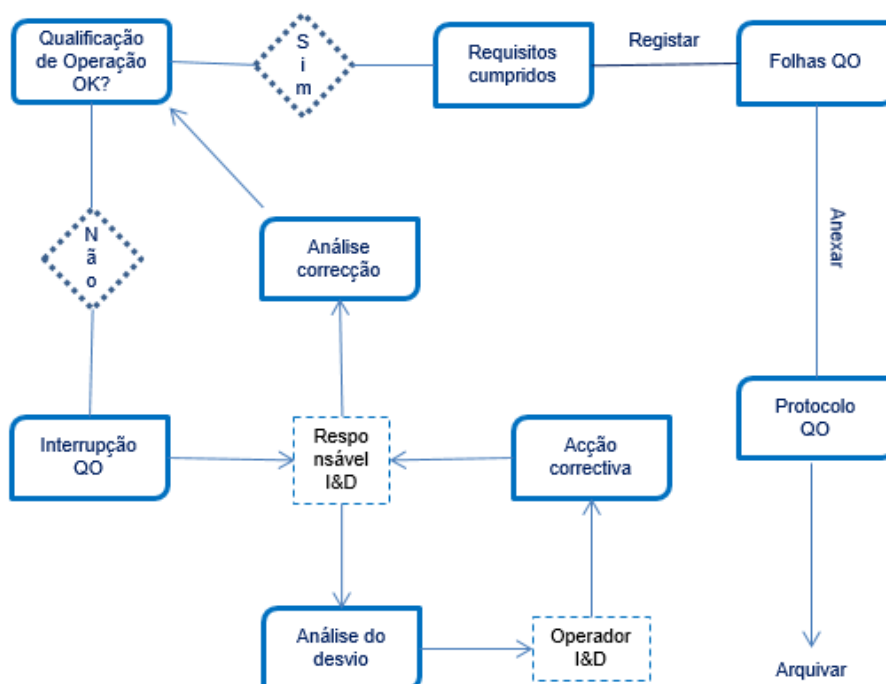 Qualificação
de Operação
OK?
S
i
m
Requisitos
cumpridos
Registar
Folhas QO
N
ã
o
Análise
correcção
Anexar
Interrupção
QO
Respo
nsável
I&D
Acção
correctiva
Protocolo
QO
Análise do
desvio
Operador
I&D
Arquivar